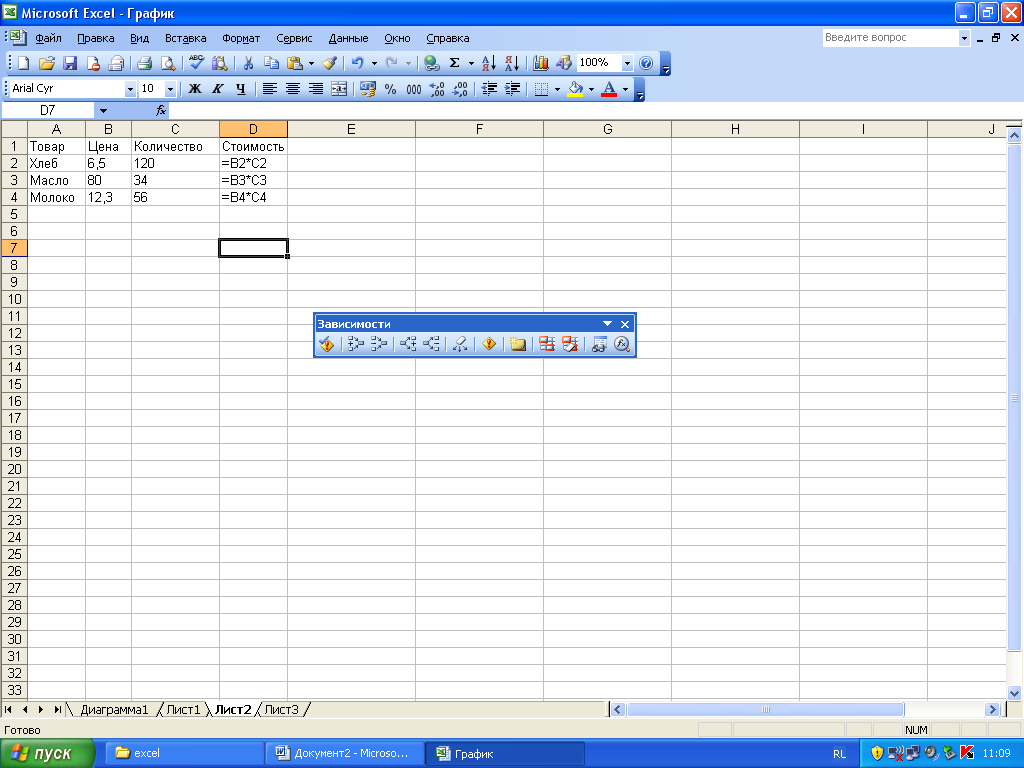 Microsoft Excel - График
Файл Правка Вид Вставка Формат Сервис Данные Окно Справка Введите вопрос
100%
Arial Cyr 10 Ж К Ч % 000
D7 fx
A B C D E F G H I J
1 Товар Цена Количество Стоимость
2 Хлеб 6,5 120 =B2*C2
3 Масло 80 34 =B3*C3
4 Молоко 12,3 56 =B4*C4
5
6
7
8
9
10
11
Зависимости
12
13
14
15
16
17
18
19
20
21
22
23
24
25
26
27
28
29
30
31
32
33
Диаграмма1 Лист1 Лист2 Лист3
Готово NUM
пуск excel Документ2 - Microso... График RL 11:09